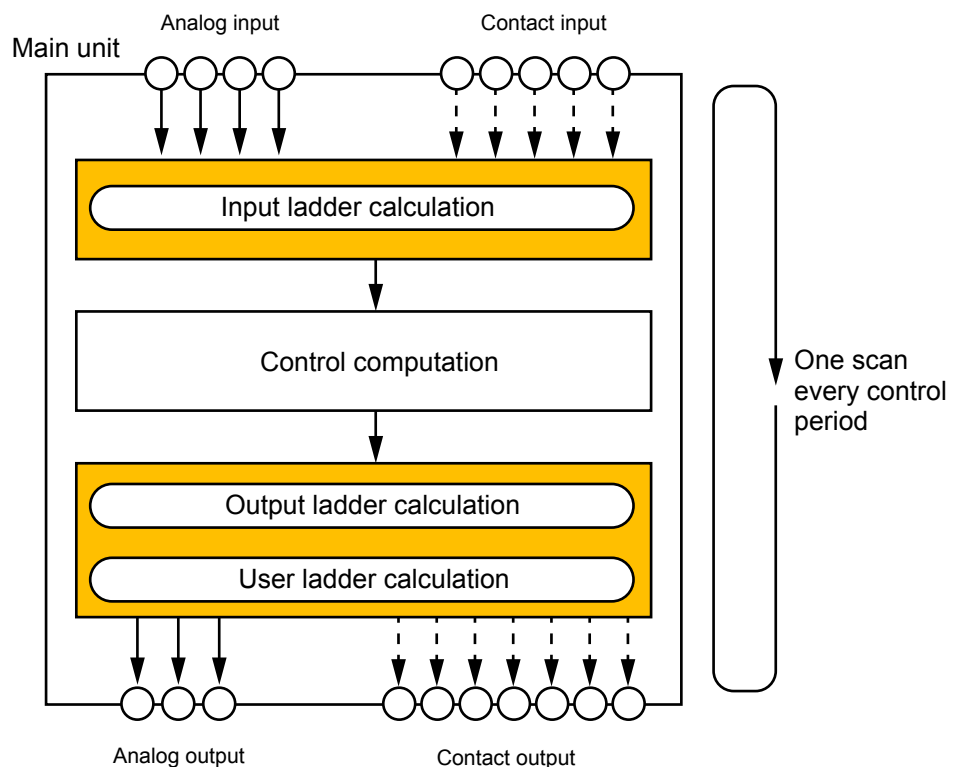 Analog input
Contact input
Main unit
Input ladder calculation
Control computation
One scan
every control
period
Output ladder calculation
User ladder calculation
Analog output
Contact output